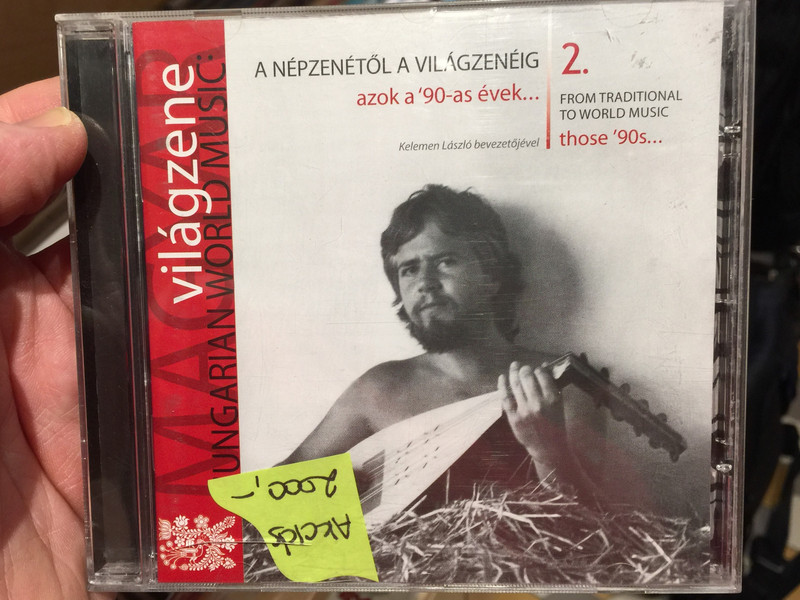 MAGYAR
világzene
HUNGARIAN WORLD MUSIC:
A NÉPZENÉTŐL A VILÁGZENÉIG
azok a '90-as évek...
Kelemen László bevezetőjével
2.
FROM TRADITIONAL
TO WORLD MUSIC
those '90s...
AKCIÓS
2000,-